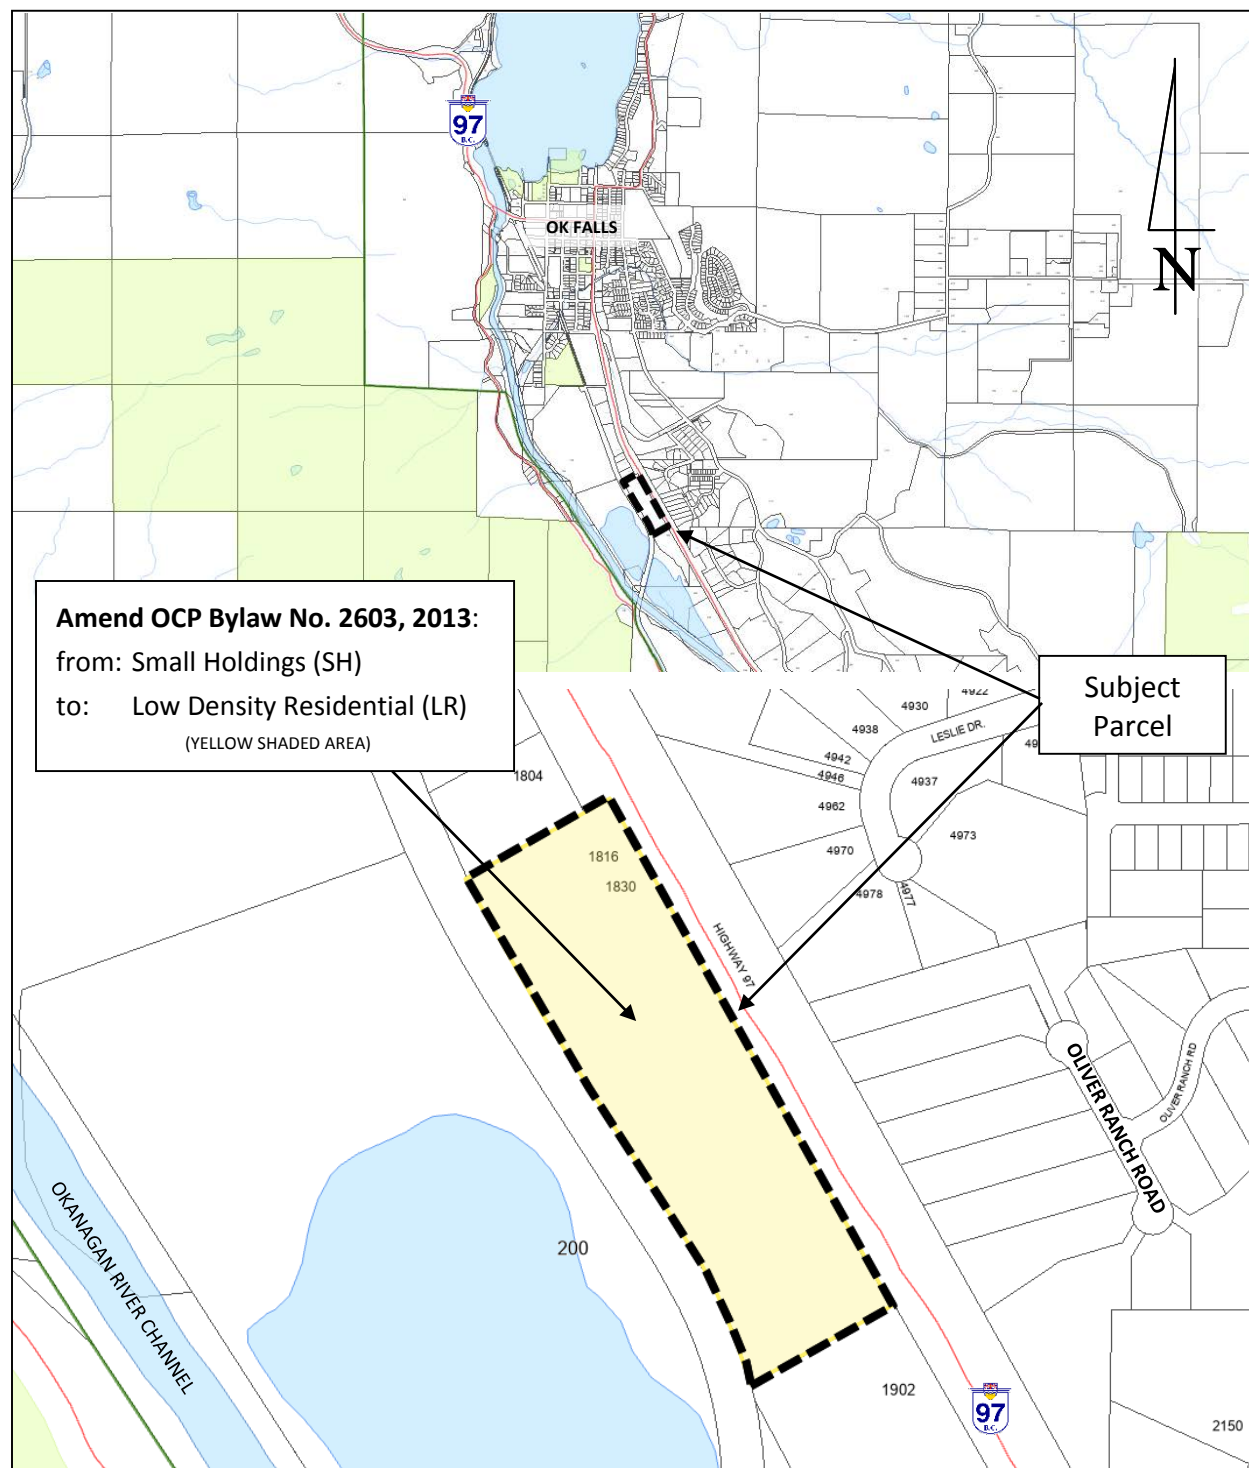 97
B.C.
OK FALLS
N
Amend OCP Bylaw No. 2603, 2013:
from: Small Holdings (SH)
to: Low Density Residential (LR)
(YELLOW SHADED AREA)
Subject
Parcel
4922
4930
4938
LESLIE DR.
4942
4946
4937
4962
4973
4970
4978
4977
1804
1816
1830
HIGHWAY 97
OLIVER RANCH ROAD
OLIVER RANCH RD
OKANAGAN RIVER CHANNEL
200
1902
97
B.C.
2150